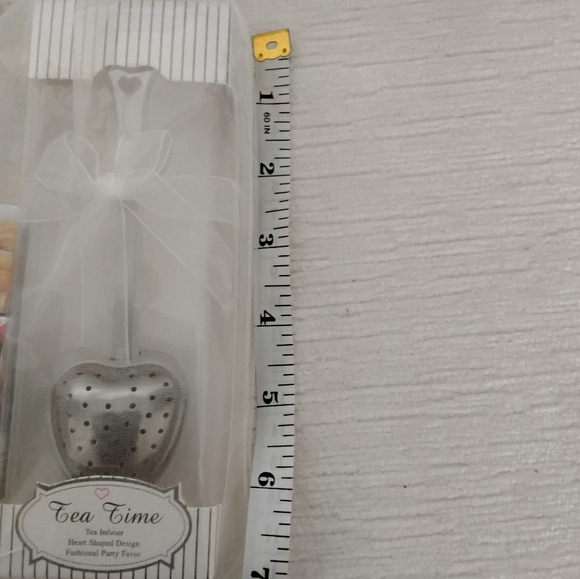 1
60 IN
2
3
4
5
6
7
Tea Time
Tea Infuser
Heart Shaped Design
Fashional Party Favor